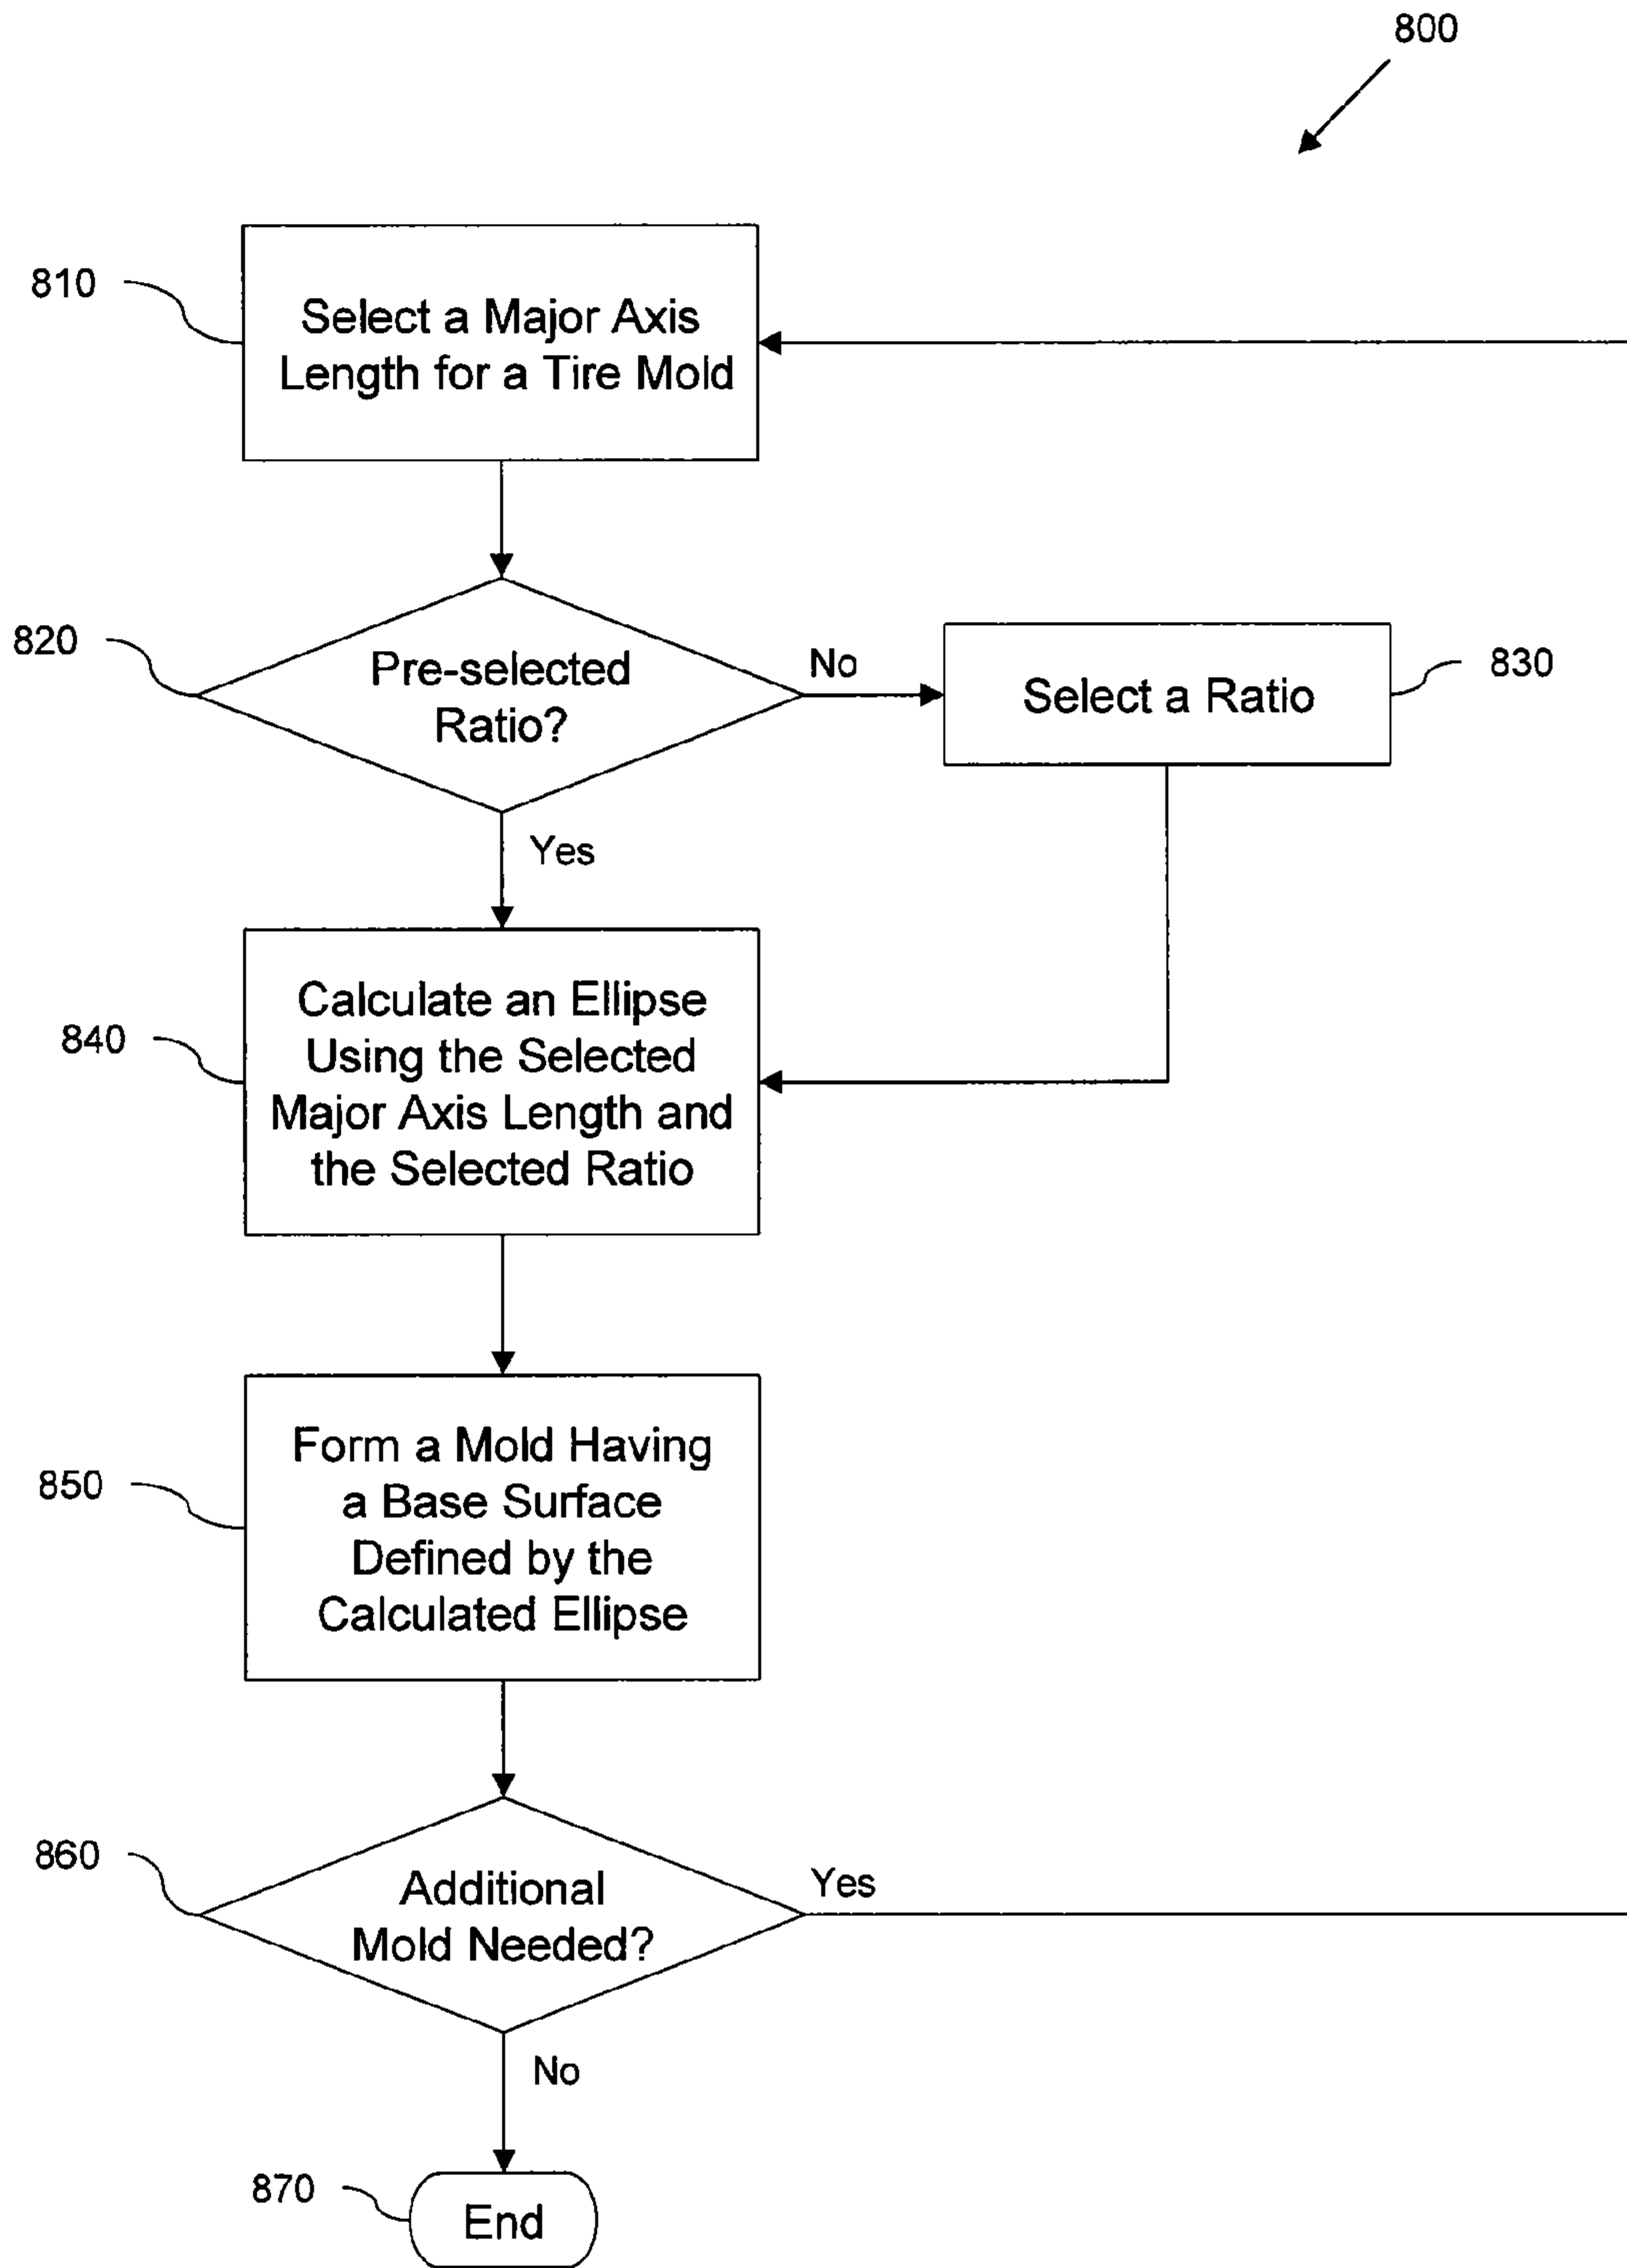 800
810
Select a Major Axis
Length for a Tire Mold
820
Pre-selected
Ratio?
No
Select a Ratio
830
Yes
840
Calculate an Ellipse
Using the Selected
Major Axis Length and
the Selected Ratio
850
Form a Mold Having
a Base Surface
Defined by the
Calculated Ellipse
860
Additional
Mold Needed?
Yes
No
870
End